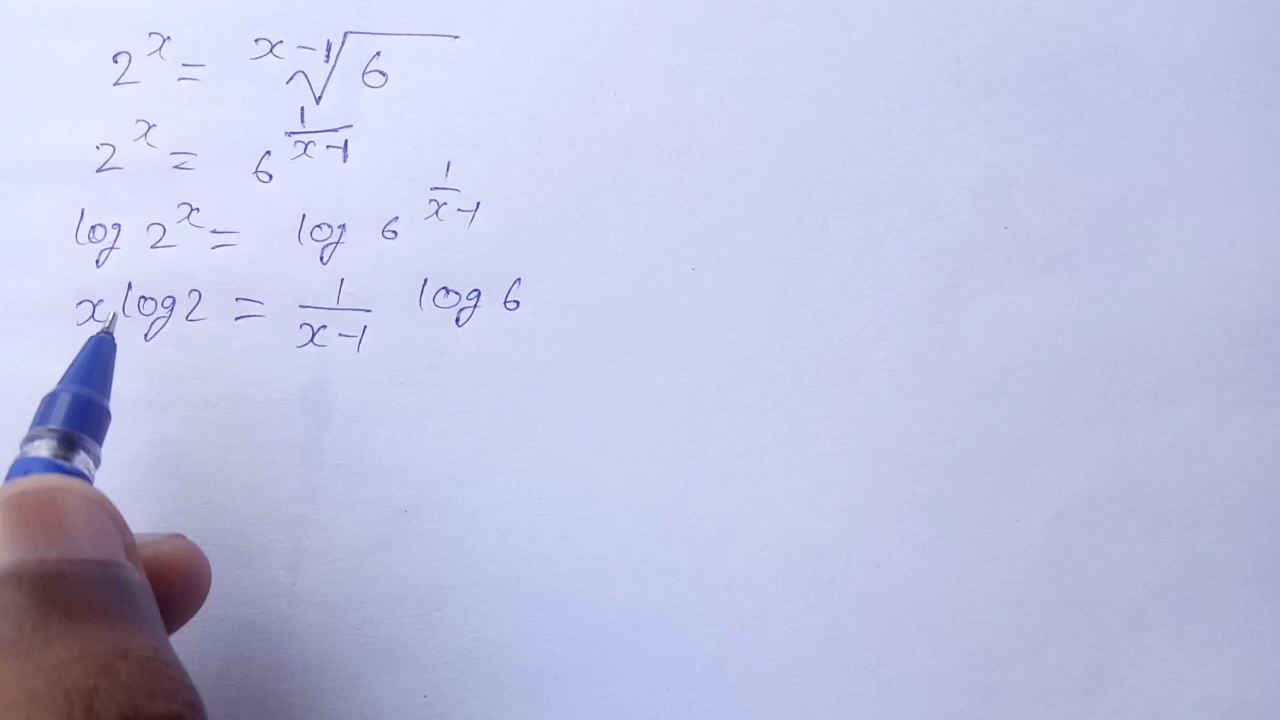 2^x = ^{x-1}√6
2^x = 6^{1/(x-1)}
log 2^x = log 6^{1/(x-1)}
x log 2 = 1/(x-1) log 6